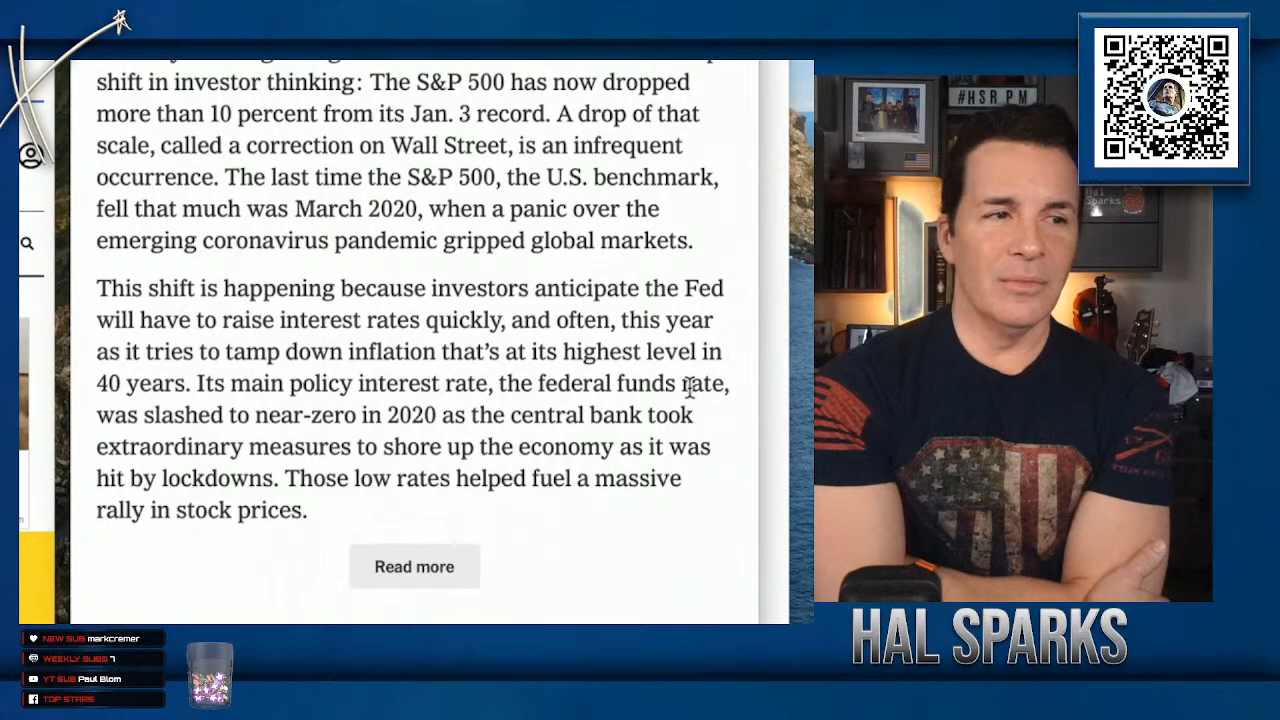 shift in investor thinking: The S&P 500 has now dropped
more than 10 percent from its Jan. 3 record. A drop of that
scale, called a correction on Wall Street, is an infrequent
occurrence. The last time the S&P 500, the U.S. benchmark,
fell that much was March 2020, when a panic over the
emerging coronavirus pandemic gripped global markets.
This shift is happening because investors anticipate the Fed
will have to raise interest rates quickly, and often, this year
as it tries to tamp down inflation that's at its highest level in
40 years. Its main policy interest rate, the federal funds rate,
was slashed to near-zero in 2020 as the central bank took
extraordinary measures to shore up the economy as it was
hit by lockdowns. Those low rates helped fuel a massive
rally in stock prices.
Read more
#HSRPM
Hal
Sparks
HAL SPARKS
NEW SUB markcremer
WEEKLY SUBS 7
YT SUB Paul Blom
TOP STARS